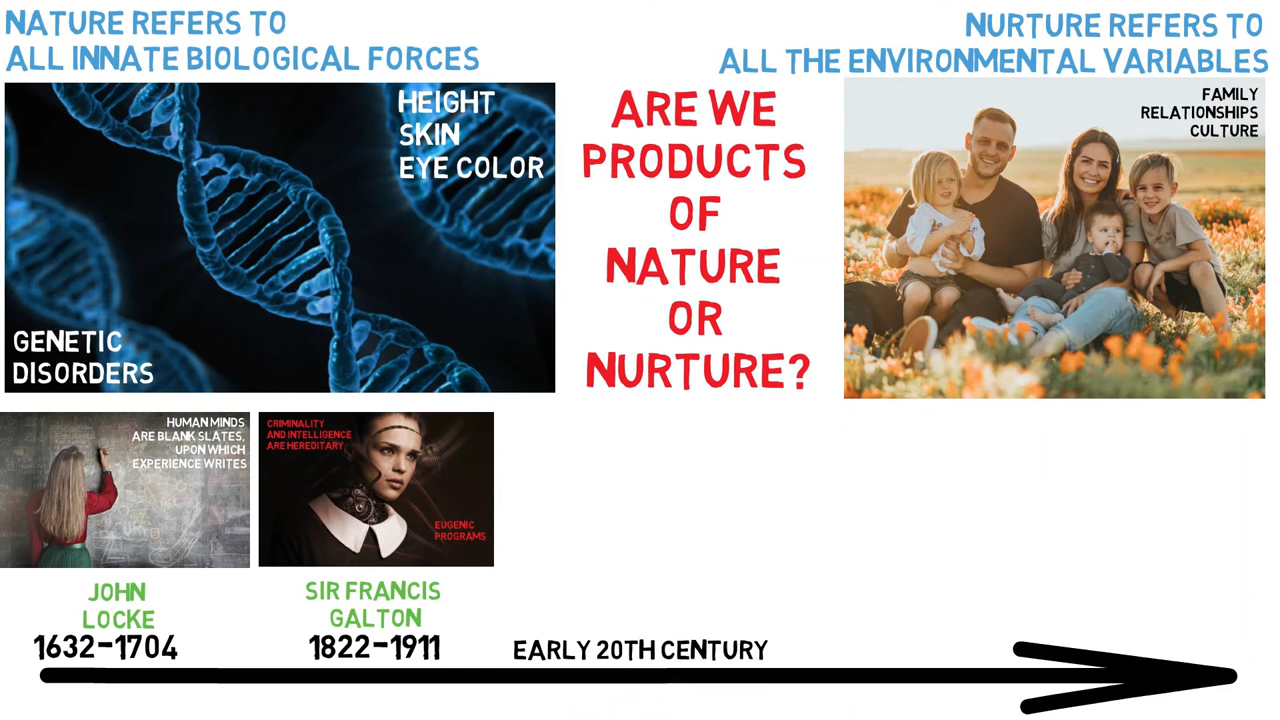 NATURE REFERS TO
ALL INNATE BIOLOGICAL FORCES
NURTURE REFERS TO
ALL THE ENVIRONMENTAL VARIABLES
HEIGHT
SKIN
EYE COLOR
GENETIC
DISORDERS
ARE WE
PRODUCTS
OF
NATURE
OR
NURTURE?
FAMILY
RELATIONSHIPS
CULTURE
HUMAN MINDS
ARE BLANK SLATES,
UPON WHICH
EXPERIENCE WRITES
CRIMINALITY
AND INTELLIGENCE
ARE HEREDITARY
EUGENIC
PROGRAMS
JOHN
LOCKE
1632-1704
SIR FRANCIS
GALTON
1822-1911
EARLY 20TH CENTURY